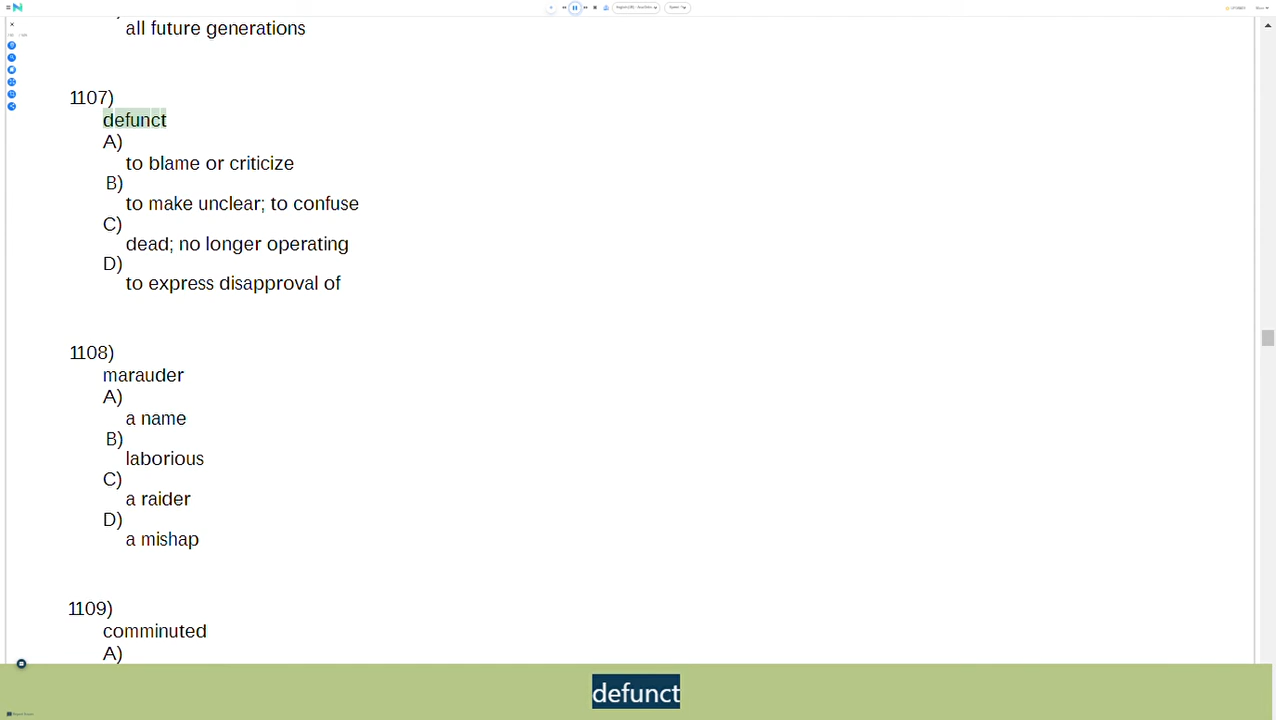 all future generations
1107)
defunct
A)
to blame or criticize
B)
to make unclear; to confuse
C)
dead; no longer operating
D)
to express disapproval of
1108)
marauder
A)
a name
B)
laborious
C)
a raider
D)
a mishap
1109)
comminuted
A)
defunct